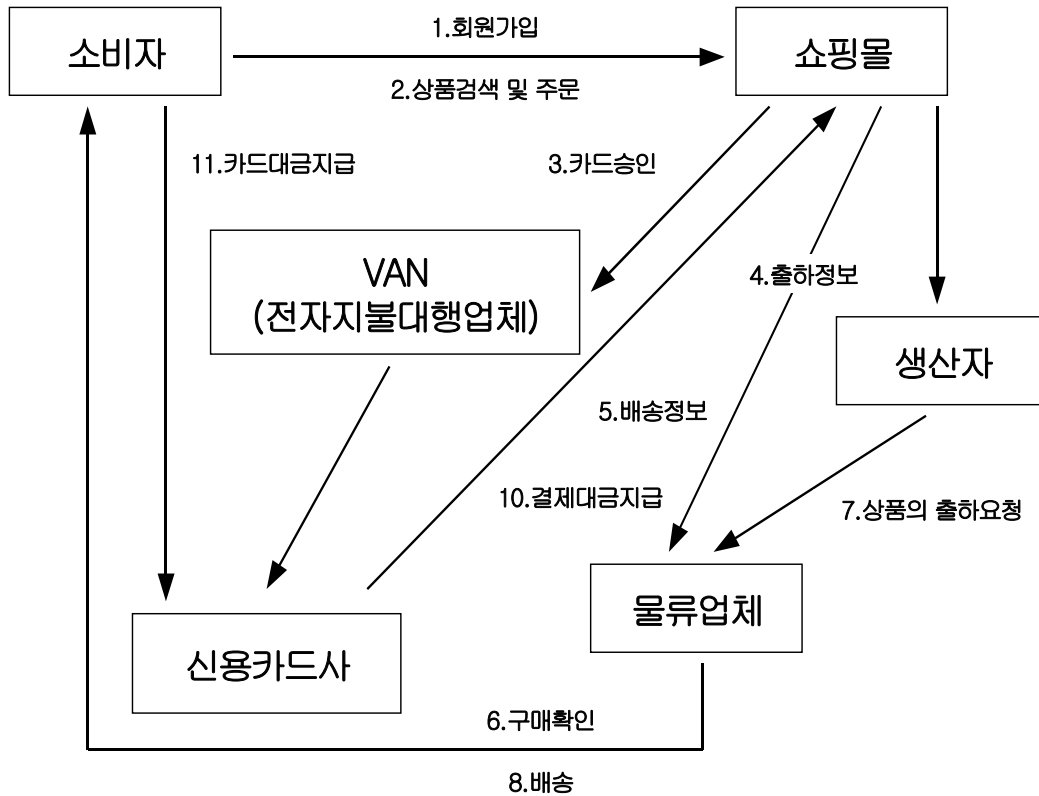 소비자
1.회원가입
쇼핑몰
2.상품검색 및 주문
11.카드대금지급
3.카드승인
VAN
(전자지불대행업체)
4.출하정보
생산자
5.배송정보
10.결제대금지급
7.상품의 출하요청
물류업체
신용카드사
6.구매확인
8.배송